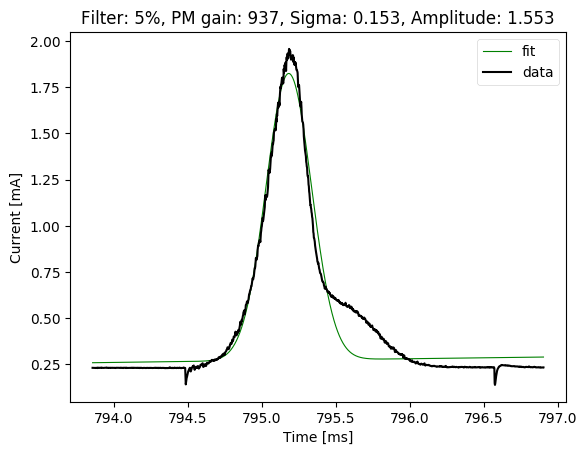 Filter: 5%, PM gain: 937, Sigma: 0.153, Amplitude: 1.553
fit
data
2.00
1.75
1.50
1.25
1.00
0.75
0.50
0.25
Current [mA]
794.0 794.5 795.0 795.5 796.0 796.5 797.0
Time [ms]